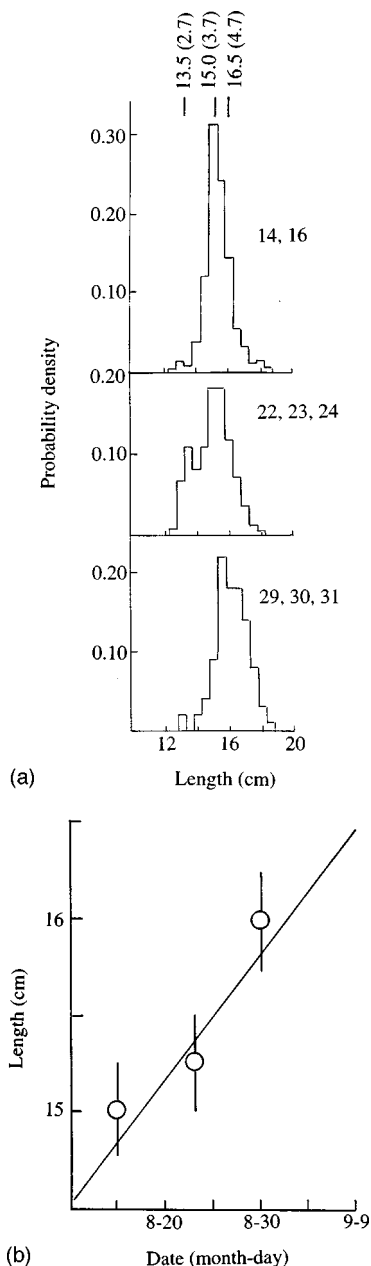 13.5 (2.7)
15.0 (3.7)
16.5 (4.7)
0.30
0.20
0.10
14, 16
Probability density
0.20
0.10
22, 23, 24
0.20
0.10
29, 30, 31
12 16 20
(a) Length (cm)
16
15
Length (cm)
8-20 8-30 9-9
(b) Date (month-day)